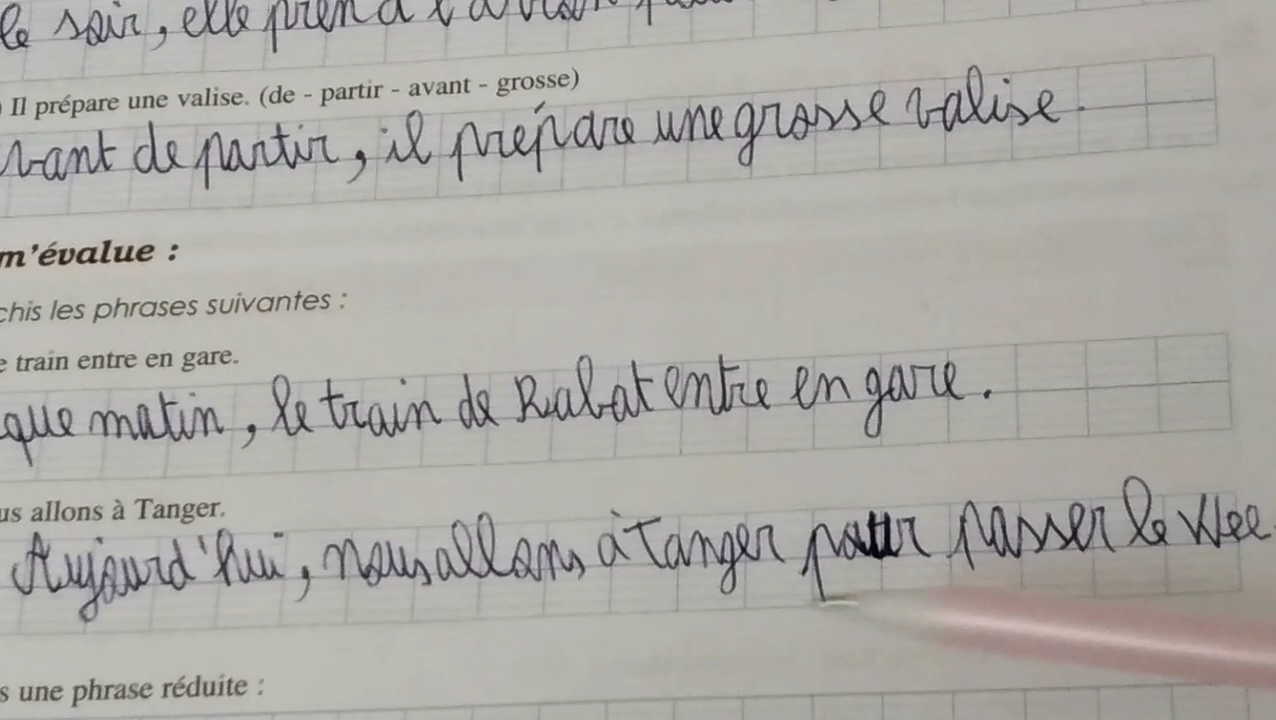 le soir, elle prend l'avion
Il prépare une valise. (de - partir - avant - grosse)
vant de partir, il prépare une grosse valise.
m'évalue :
chis les phrases suivantes :
e train entre en gare.
que matin, le train de Rabat entre en gare.
us allons à Tanger.
Aujourd'hui, nous allons à Tanger pour passer le Wee
s une phrase réduite :